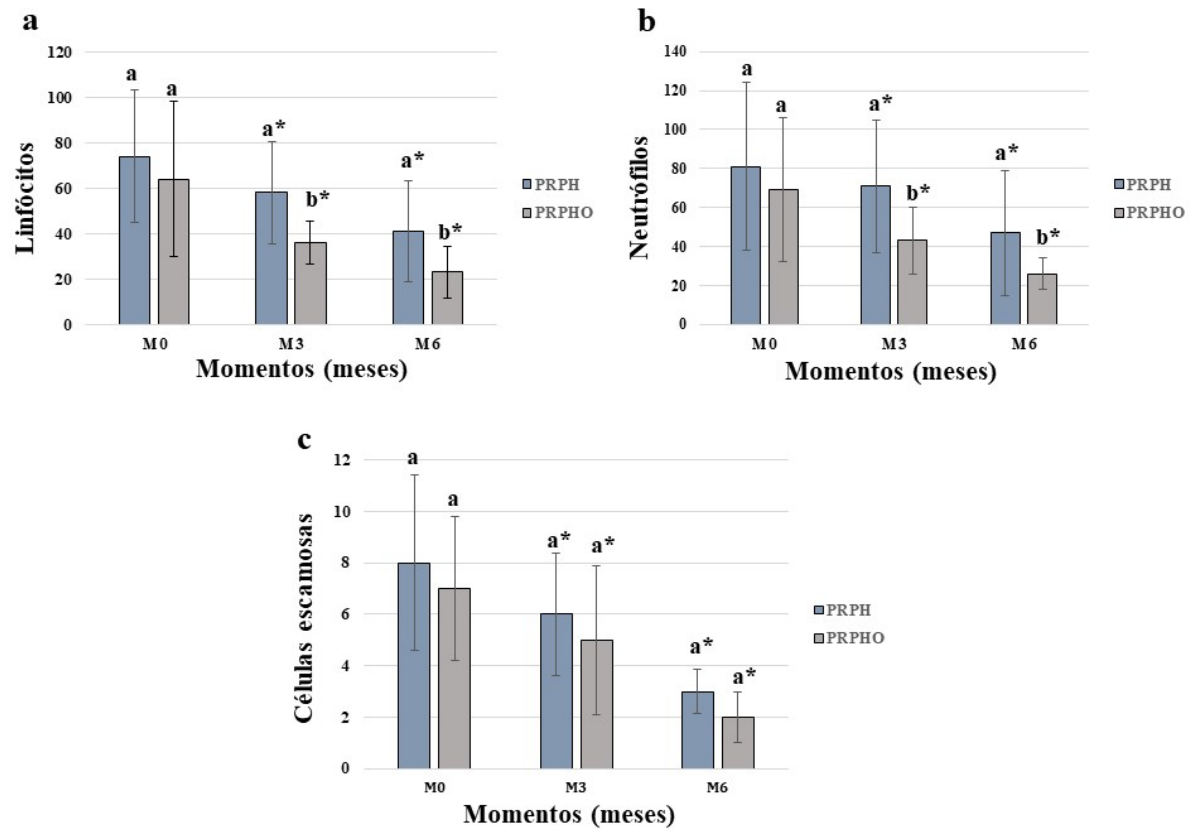 a
120
100
80
60
40
20
0
Linfócitos
a a a* b* a* b*
M0 M3 M6
Momentos (meses)
PRPH
PRPHO
b
140
120
100
80
60
40
20
0
Neutrófilos
a a a* b* a* b*
M0 M3 M6
Momentos (meses)
PRPH
PRPHO
c
12
10
8
6
4
2
0
Células escamosas
a a a* a* a* a*
M0 M3 M6
Momentos (meses)
PRPH
PRPHO